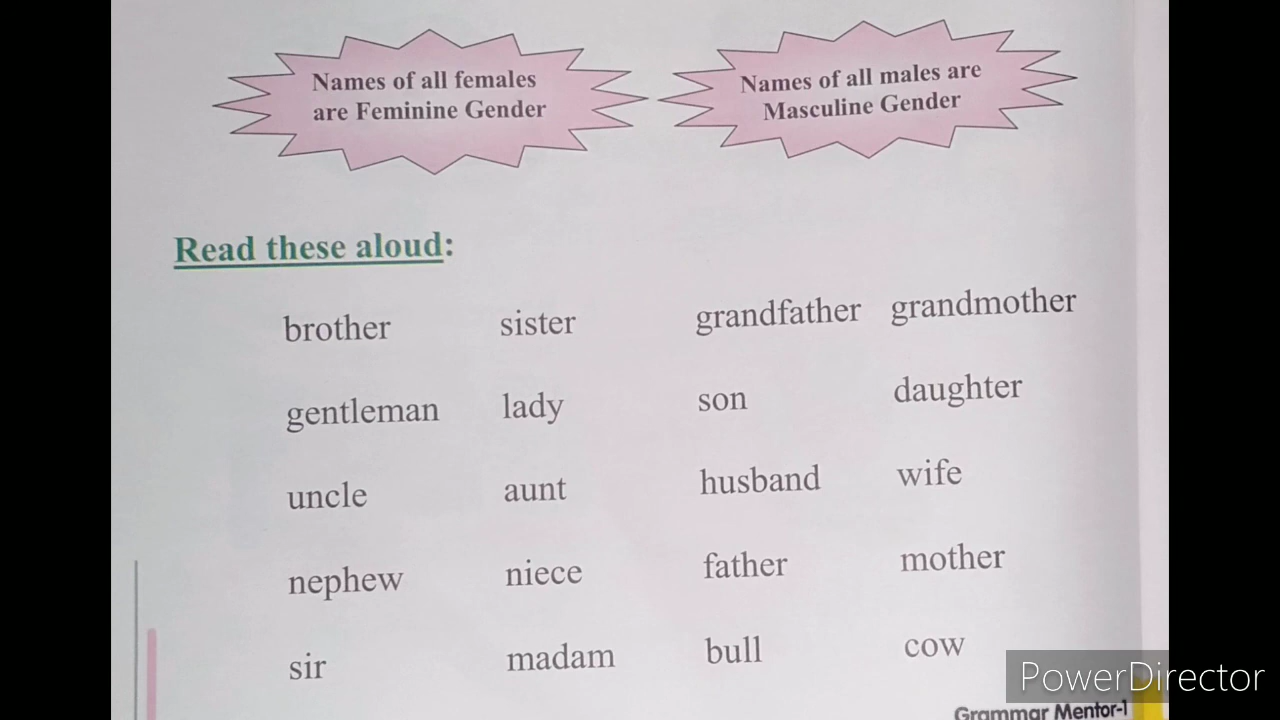 Names of all females
are Feminine Gender
Names of all males are
Masculine Gender
Read these aloud:
brother sister grandfather grandmother
gentleman lady son daughter
uncle aunt husband wife
nephew niece father mother
sir madam bull cow
PowerDirector
Grammar Mentor-1